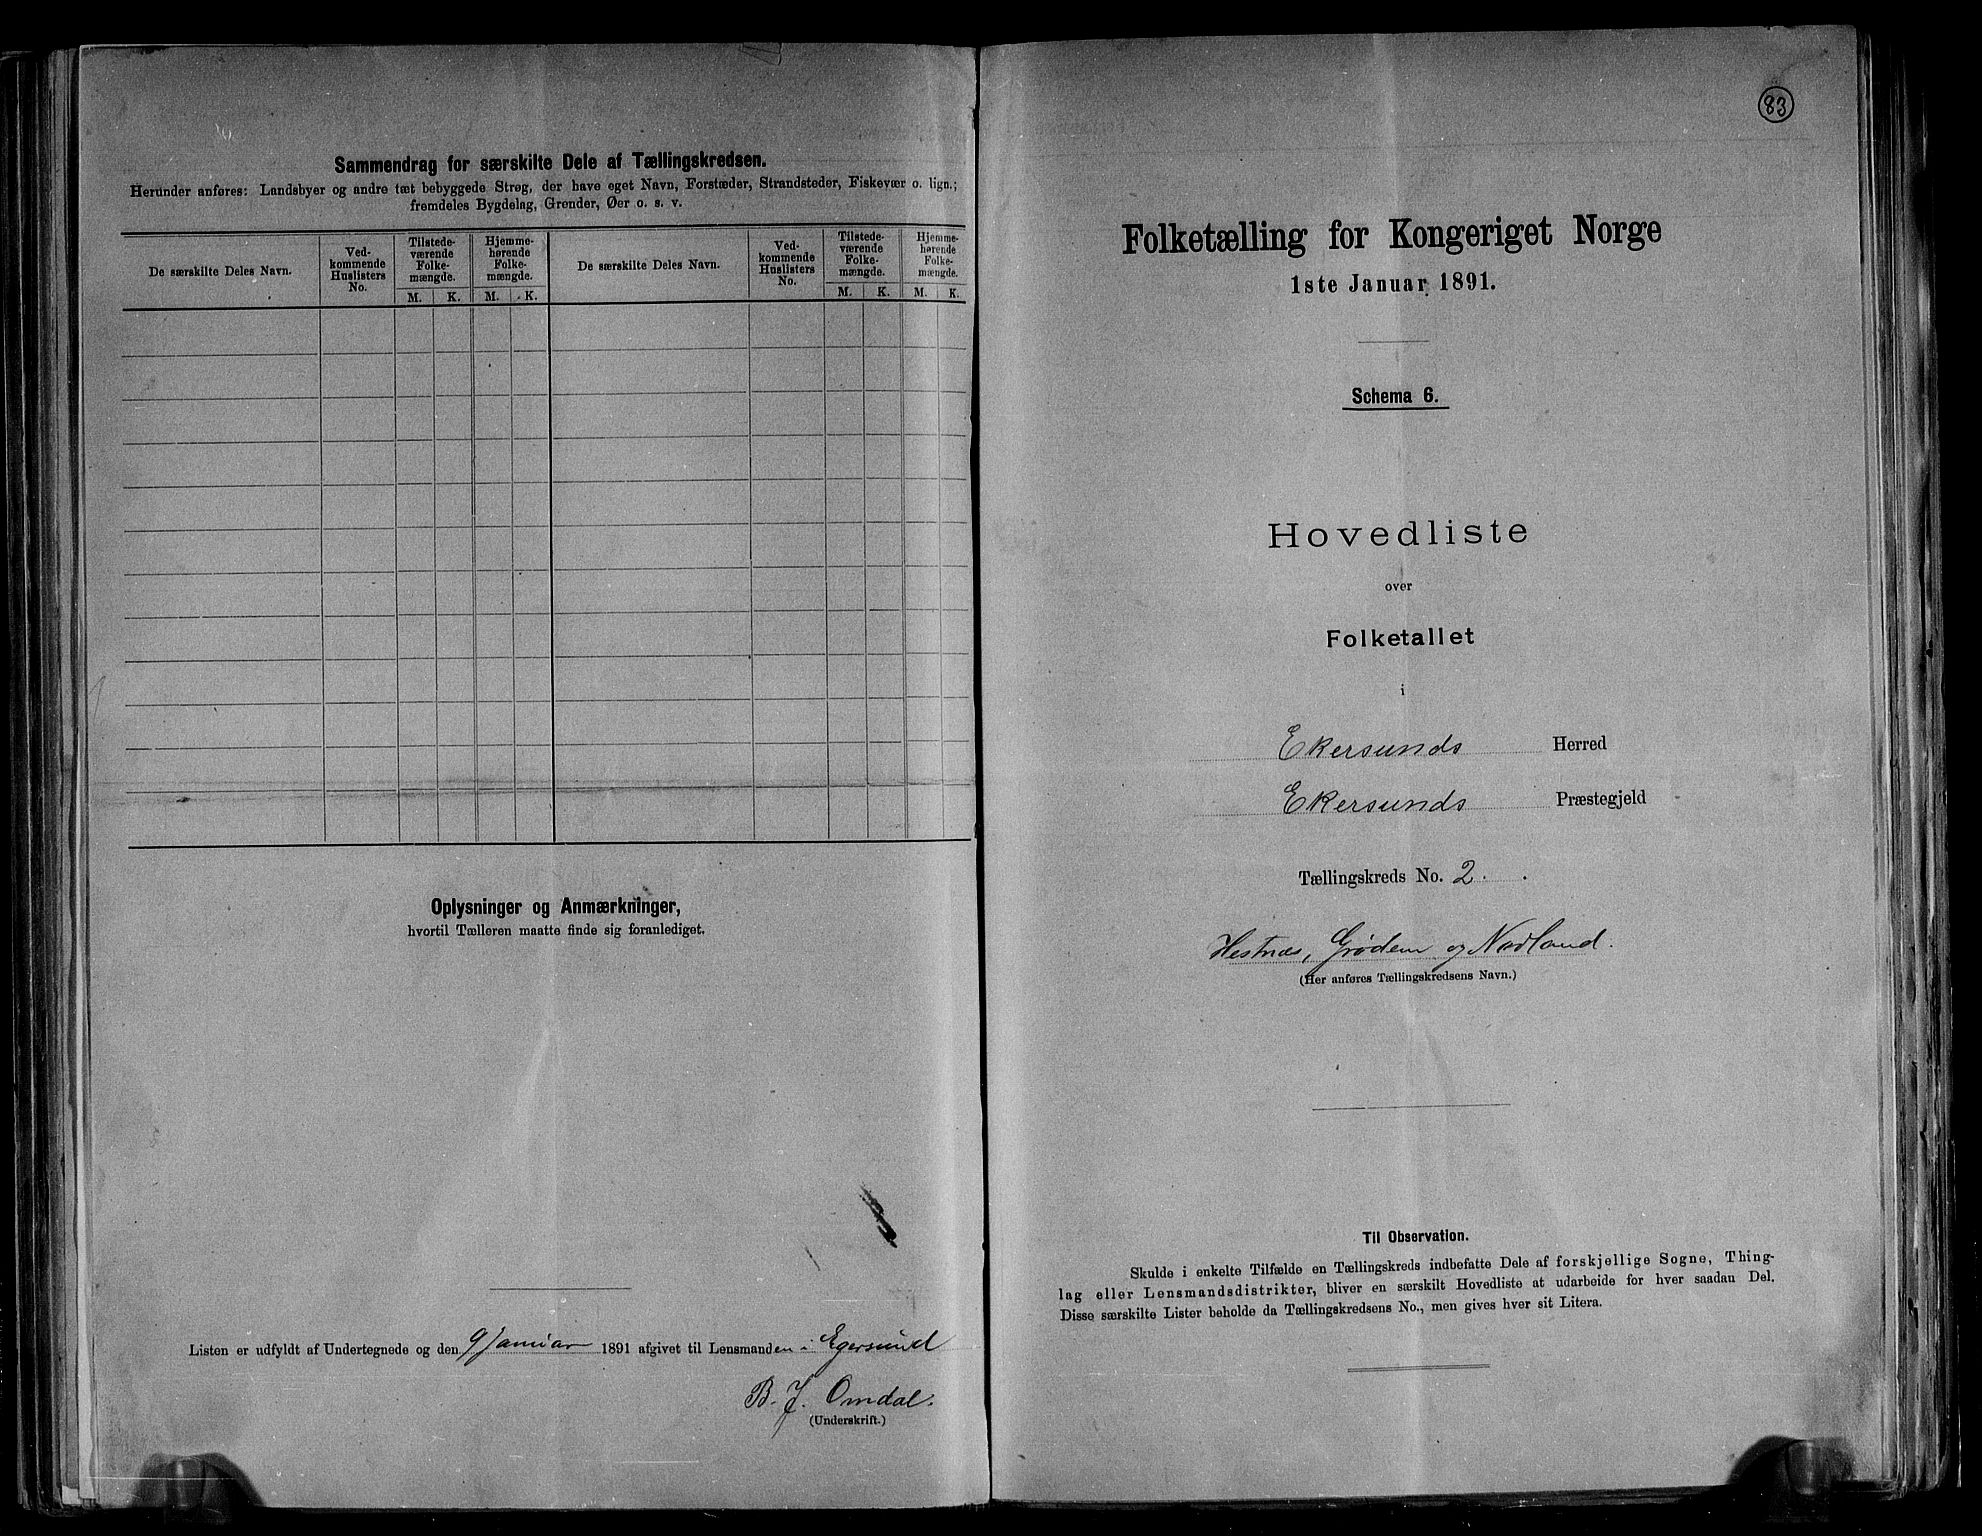 Sammendrag for særskilte Dele af Tællingskredsen.
Herunder anføres: Landsbyer og andre tæt bebyggede Strøg, der have eget Navn, Forstæder, Strandsteder, Fiskevær o. lign.;
fremdeles Bygdelag, Grender, Øer o. s. v.
De særskilte Deles Navn.
Ved-
kommende
Huslisters
No.
Tilstede-
værende
Folke-
mængde.
Hjemme-
hørende
Folke-
mængde.
M. K. M. K.
De særskilte Deles Navn.
Ved-
kommende
Huslisters
No.
Tilstede-
værende
Folke-
mængde.
Hjemme-
hørende
Folke-
mængde.
M. K. M. K.
Oplysninger og Anmærkninger,
hvortil Tælleren maatte finde sig foranlediget.
Listen er udfyldt af Undertegnede og den 9 Januar 1891 afgivet til Lensmanden i Egersund
B. J. Omdal.
(Underskrift.)
83
Folketælling for Kongeriget Norge
1ste Januar 1891.
Schema 6.
Hovedliste
over
Folketallet
i
Ekersunds Herred
Ekersunds Præstegjeld
Tællingskreds No. 2.
Hestnæs, Grødem og Nodland.
(Her anføres Tællingskredsens Navn.)
Til Observation.
Skulde i enkelte Tilfælde en Tællingskreds indbefatte Dele af forskjellige Sogne, Thing-
lag eller Lensmandsdistrikter, bliver en særskilt Hovedliste at udarbeide for hver saadan Del.
Disse særskilte Lister beholde da Tællingskredsens No., men gives hver sit Litera.